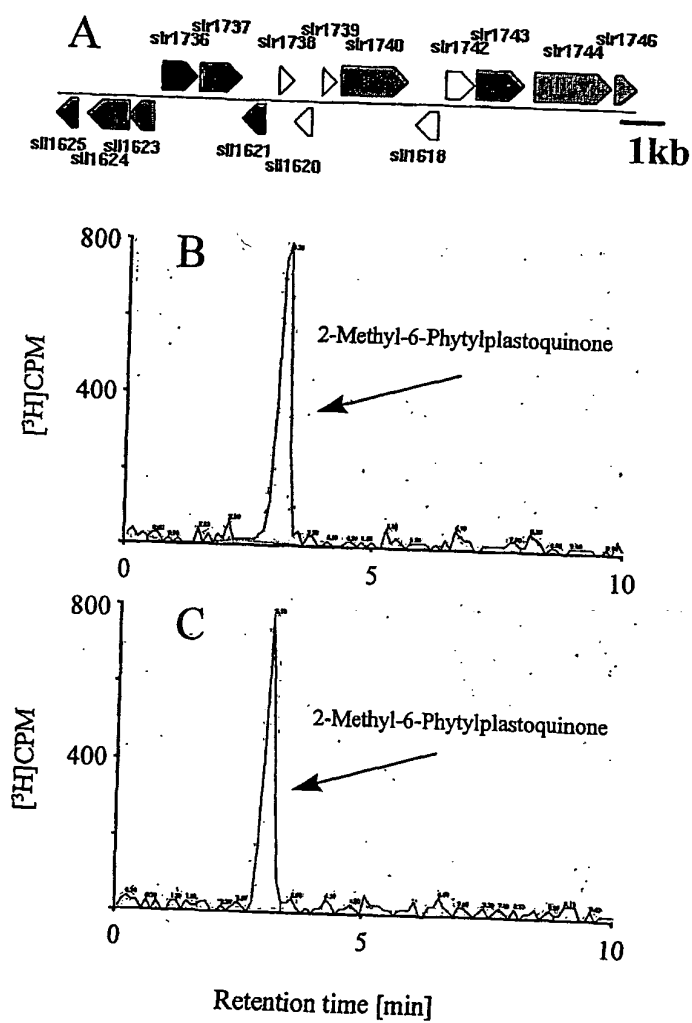 A
slr1736
slr1737
slr1738
slr1739
slr1740
slr1742
slr1743
slr1744
slr1746
sll1625
sll1624
sll1623
sll1621
sll1620
sll1618
1kb
B
800
400
[³H]CPM
2-Methyl-6-Phytylplastoquinone
0
5
10
C
800
400
[³H]CPM
2-Methyl-6-Phytylplastoquinone
0
5
10
Retention time [min]